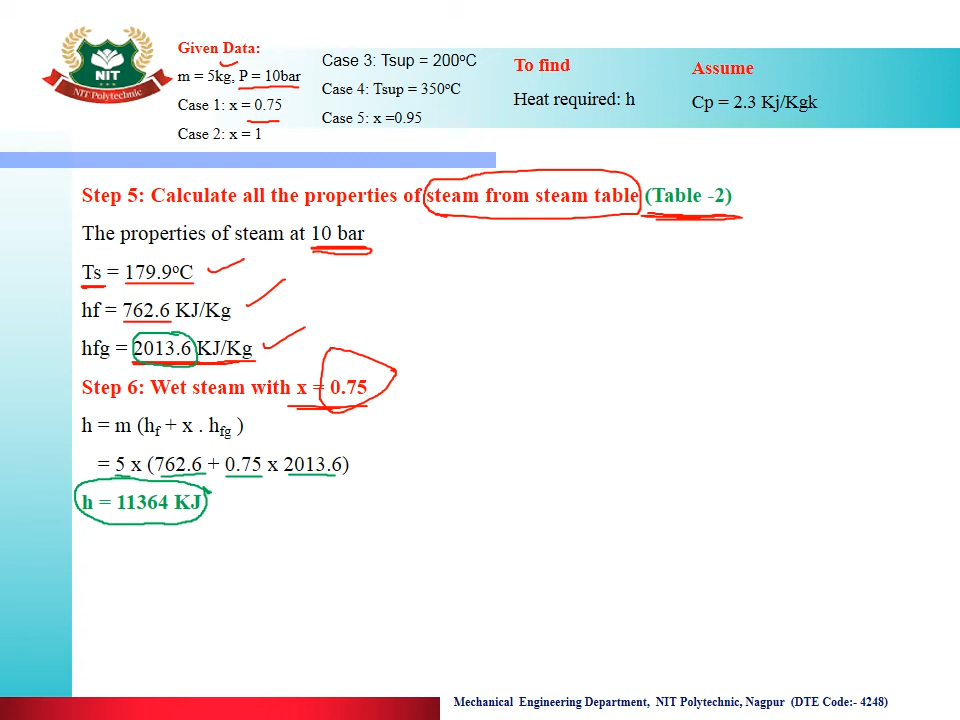 NIT
NIT Polytechnic
Given Data:
m = 5kg, P = 10bar
Case 1: x = 0.75
Case 2: x = 1
Case 3: Tsup = 200°C
Case 4: Tsup = 350°C
Case 5: x =0.95
To find
Heat required: h
Assume
Cp = 2.3 Kj/Kgk
Step 5: Calculate all the properties of steam from steam table (Table -2)
The properties of steam at 10 bar
Ts = 179.9°C
hf = 762.6 KJ/Kg
hfg = 2013.6 KJ/Kg
Step 6: Wet steam with x = 0.75
h = m (hf + x . hfg )
= 5 x (762.6 + 0.75 x 2013.6)
h = 11364 KJ
Mechanical Engineering Department, NIT Polytechnic, Nagpur (DTE Code:- 4248)